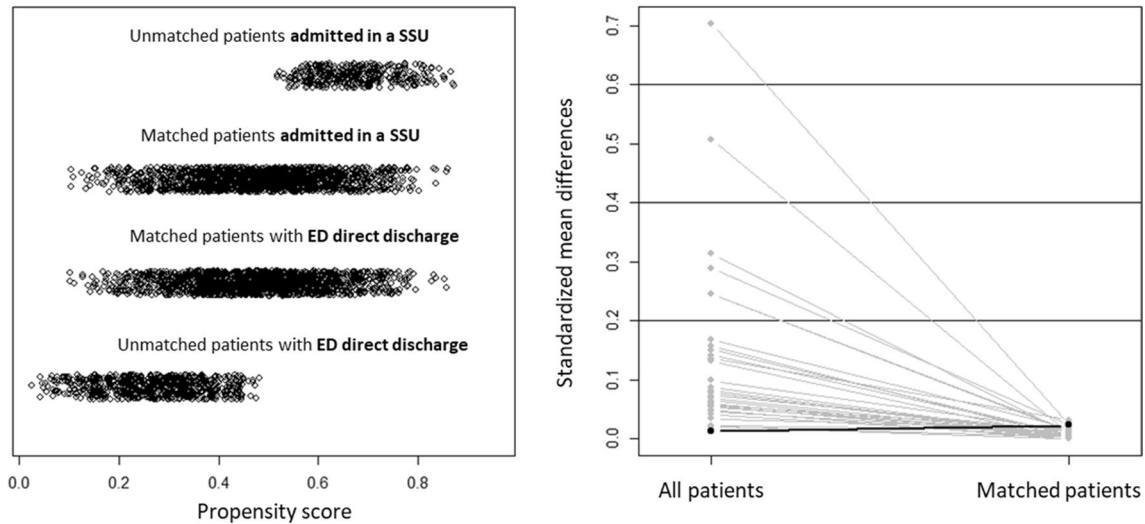 Unmatched patients admitted in a SSU
Matched patients admitted in a SSU
Matched patients with ED direct discharge
Unmatched patients with ED direct discharge
0.0 0.2 0.4 0.6 0.8
Propensity score
Standardized mean differences
0.7
0.6
0.5
0.4
0.3
0.2
0.1
0.0
All patients
Matched patients